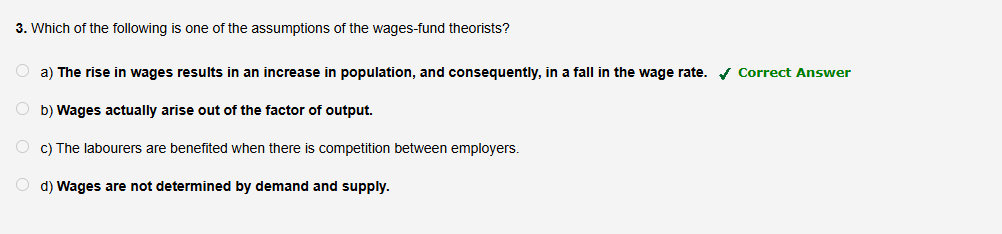 3. Which of the following is one of the assumptions of the wages-fund theorists?
a) The rise in wages results in an increase in population, and consequently, in a fall in the wage rate. ✓ Correct Answer
b) Wages actually arise out of the factor of output.
c) The labourers are benefited when there is competition between employers.
d) Wages are not determined by demand and supply.